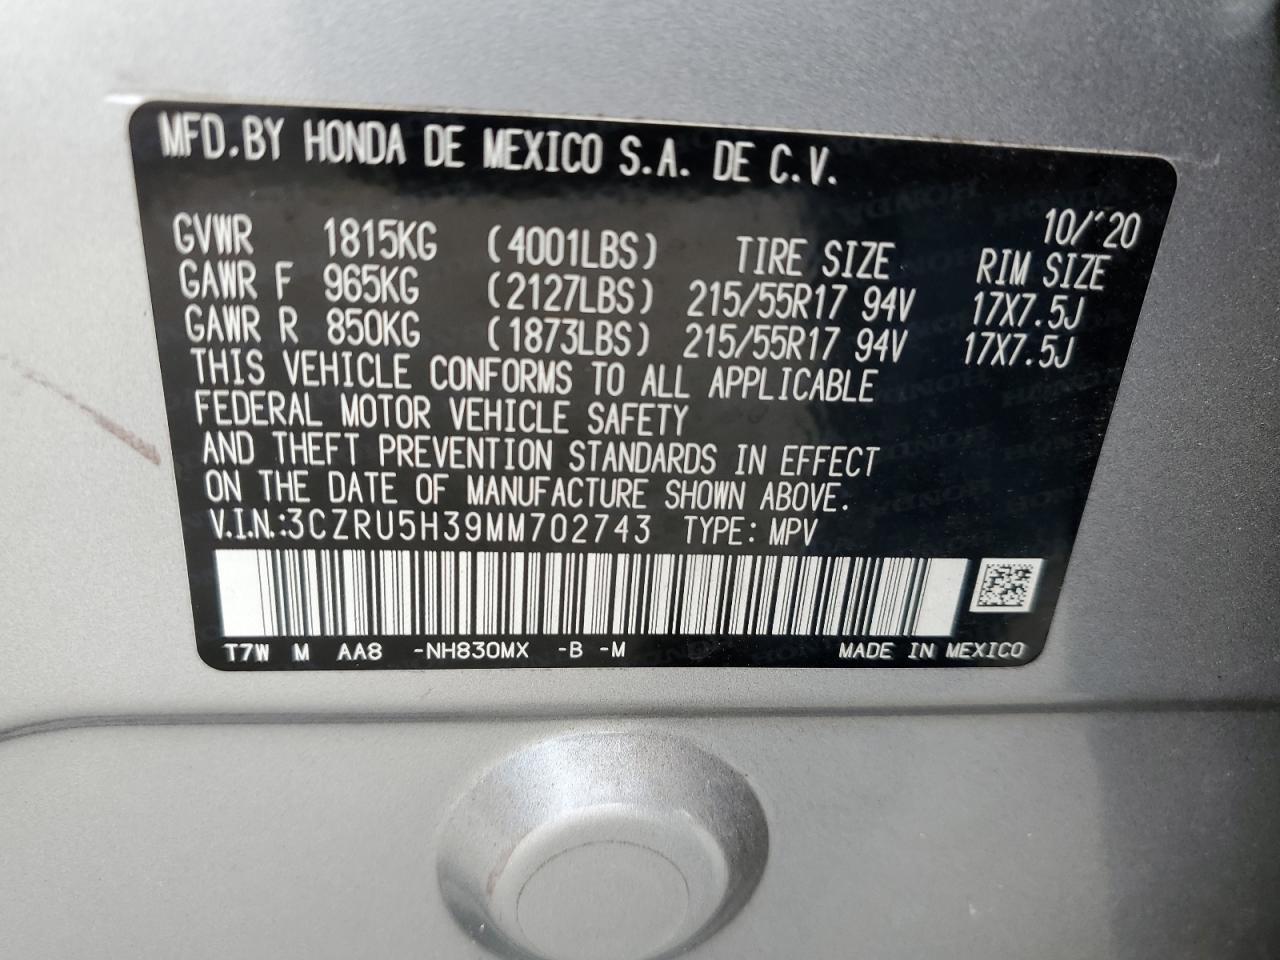 MFD.BY HONDA DE MEXICO S.A. DE C.V.
10/'20
GVWR 1815KG (4001LBS) TIRE SIZE RIM SIZE
GAWR F 965KG (2127LBS) 215/55R17 94V 17X7.5J
GAWR R 850KG (1873LBS) 215/55R17 94V 17X7.5J
THIS VEHICLE CONFORMS TO ALL APPLICABLE
FEDERAL MOTOR VEHICLE SAFETY
AND THEFT PREVENTION STANDARDS IN EFFECT
ON THE DATE OF MANUFACTURE SHOWN ABOVE.
V.I.N.:3CZRU5H39MM702743 TYPE: MPV
T7W M AA8 -NH830MX -B -M MADE IN MEXICO